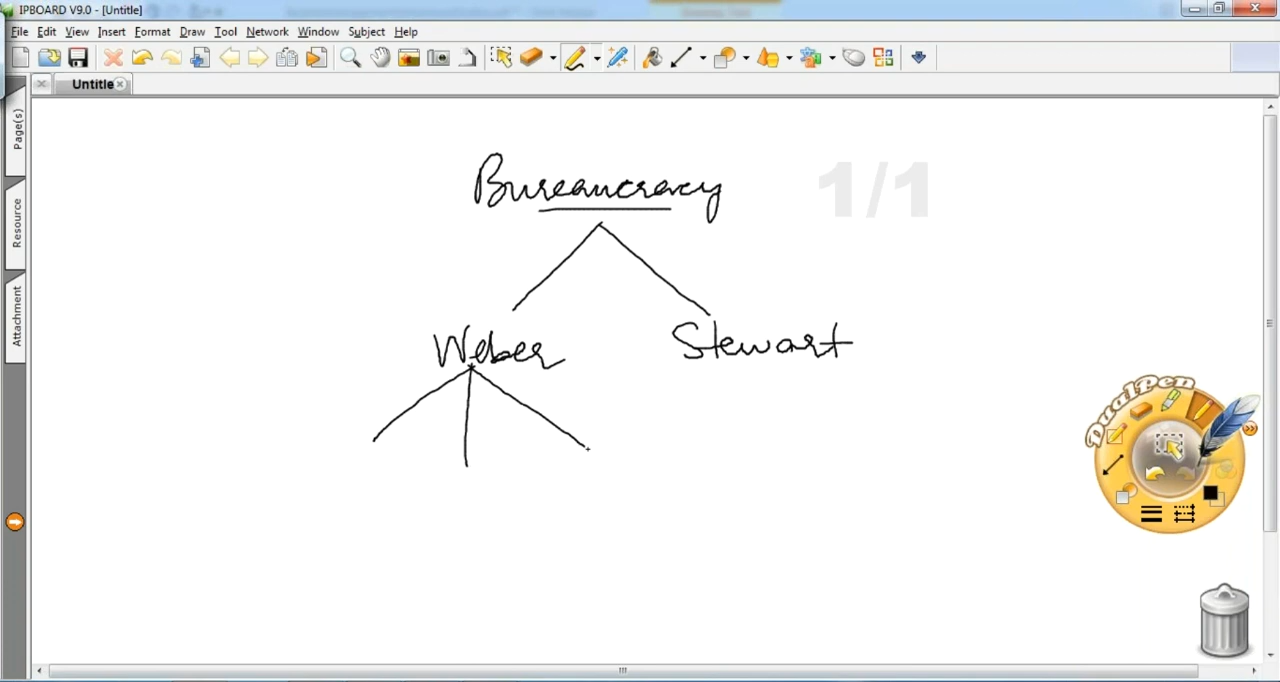 IPBOARD V9.0 - [Untitled]
File Edit View Insert Format Draw Tool Network Window Subject Help
Untitle
Page(s)
Resource
Attachment
1/1
Bureaucracy
Weber Stewart
DualPen